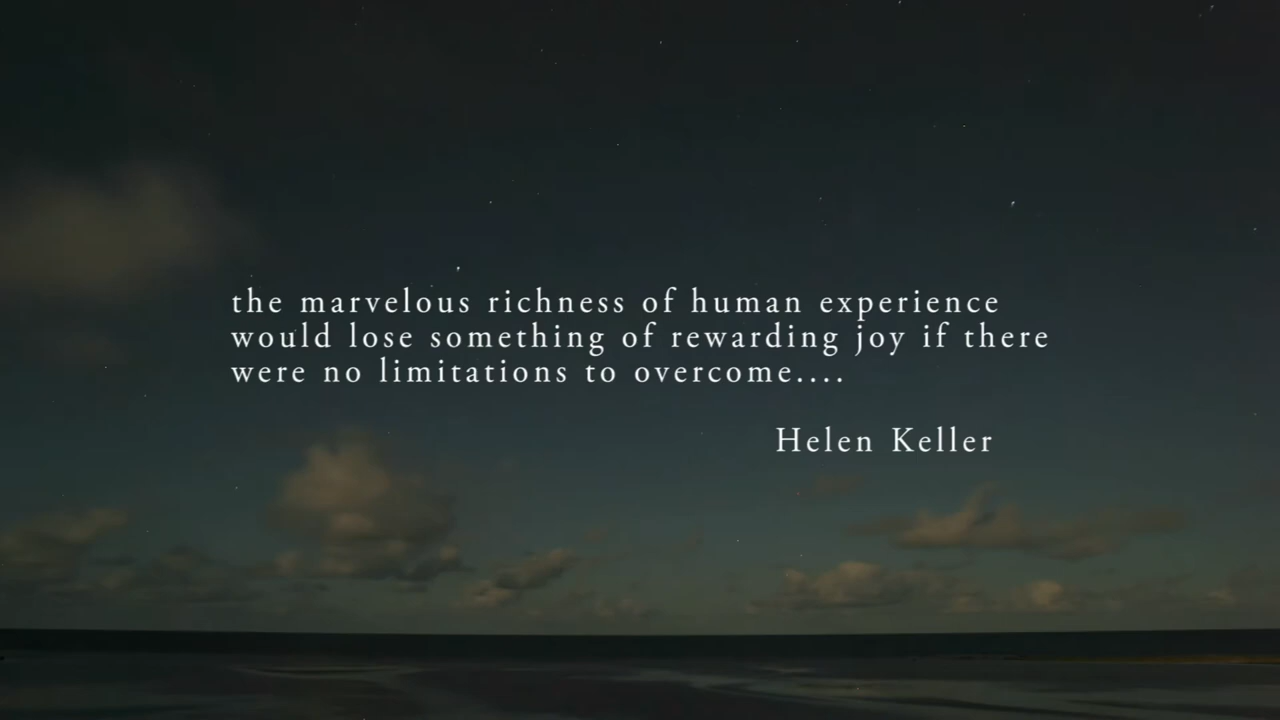 the marvelous richness of human experience
would lose something of rewarding joy if there
were no limitations to overcome....
Helen Keller